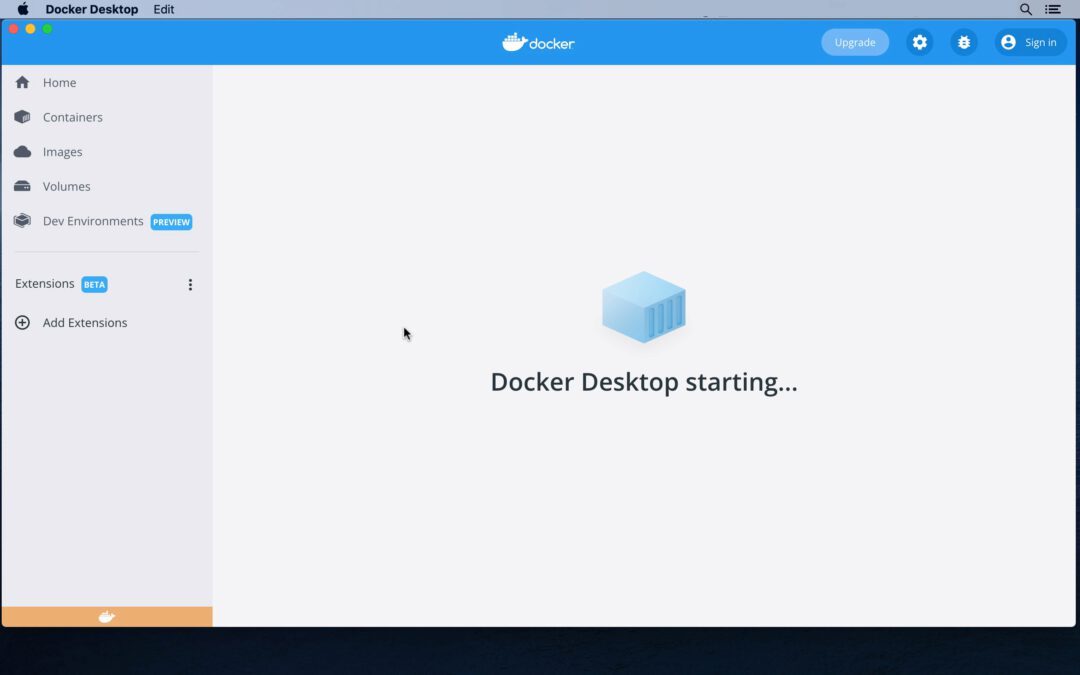 Docker Desktop Edit
docker
Upgrade
Sign in
Home
Containers
Images
Volumes
Dev Environments PREVIEW
Extensions BETA
Add Extensions
Docker Desktop starting...